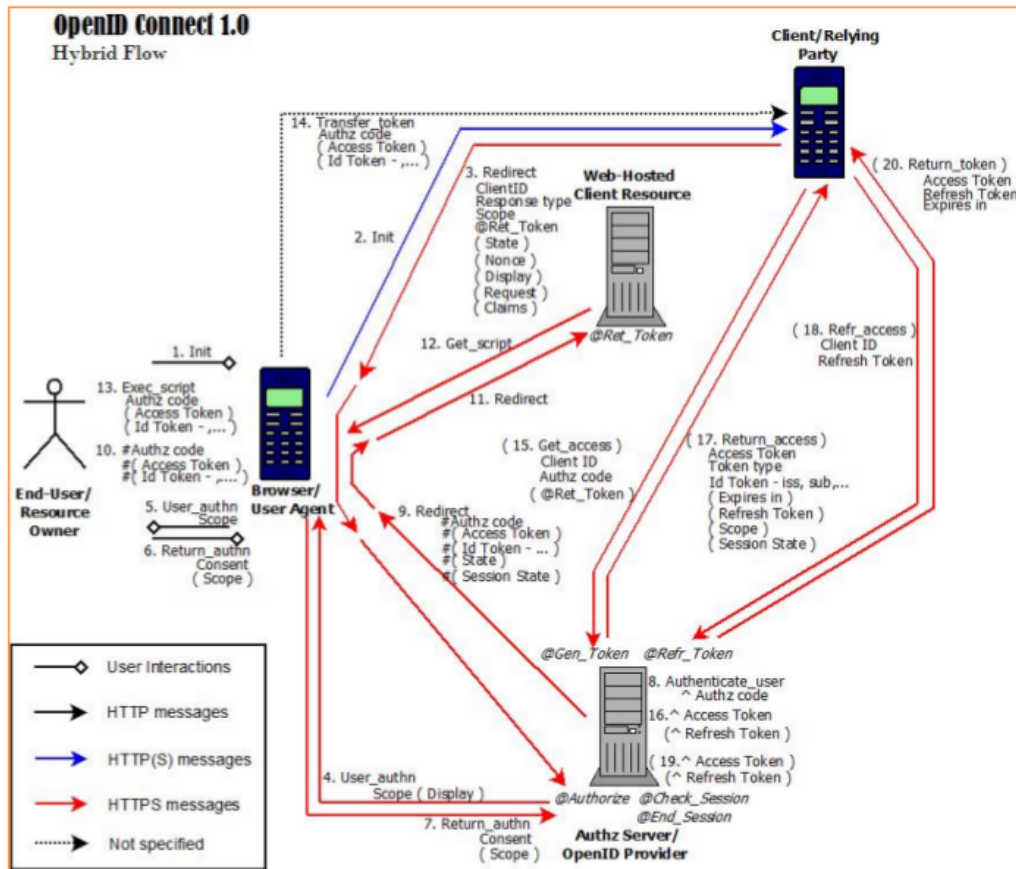 OpenID Connect 1.0
Hybrid Flow
Client/Relying
Party
14. Transfer_token
Authz code
( Access Token )
( Id Token - ,... )
3. Redirect
ClientID
Response type
Scope
@Ret_Token
( State )
( Nonce )
( Display )
( Request )
( Claims )
Web-Hosted
Client Resource
@Ret_Token
( 20. Return_token )
Access Token
Refresh Token
Expires in
2. Init
12. Get_script
11. Redirect
( 18. Refr_access )
Client ID
Refresh Token
1. Init
13. Exec_script
Authz code
( Access Token )
( Id Token - ,... )
10. #Authz code
#( Access Token )
#( Id Token - ,.... )
End-User/
Resource
Owner
Browser/
User Agent
5. User_authn
Scope
6. Return_authn
Consent
( Scope )
9. Redirect
#Authz code
#( Access Token )
#( Id Token - ... )
#( State )
#( Session State )
( 15. Get_access )
Client ID
Authz code
( @Ret_Token )
( 17. Return_access )
Access Token
Token type
Id Token - iss, sub,...
( Expires in )
( Refresh Token )
( Scope )
( Session State )
@Gen_Token
@Refr_Token
8. Authenticate_user
^ Authz code
16.^ Access Token
(^ Refresh Token )
( 19.^ Access Token )
(^ Refresh Token )
4. User_authn
Scope ( Display )
7. Return_authn
Consent
( Scope )
@Authorize
@Check_Session
@End_Session
Authz Server/
OpenID Provider
User Interactions
HTTP messages
HTTP(S) messages
HTTPS messages
Not specified